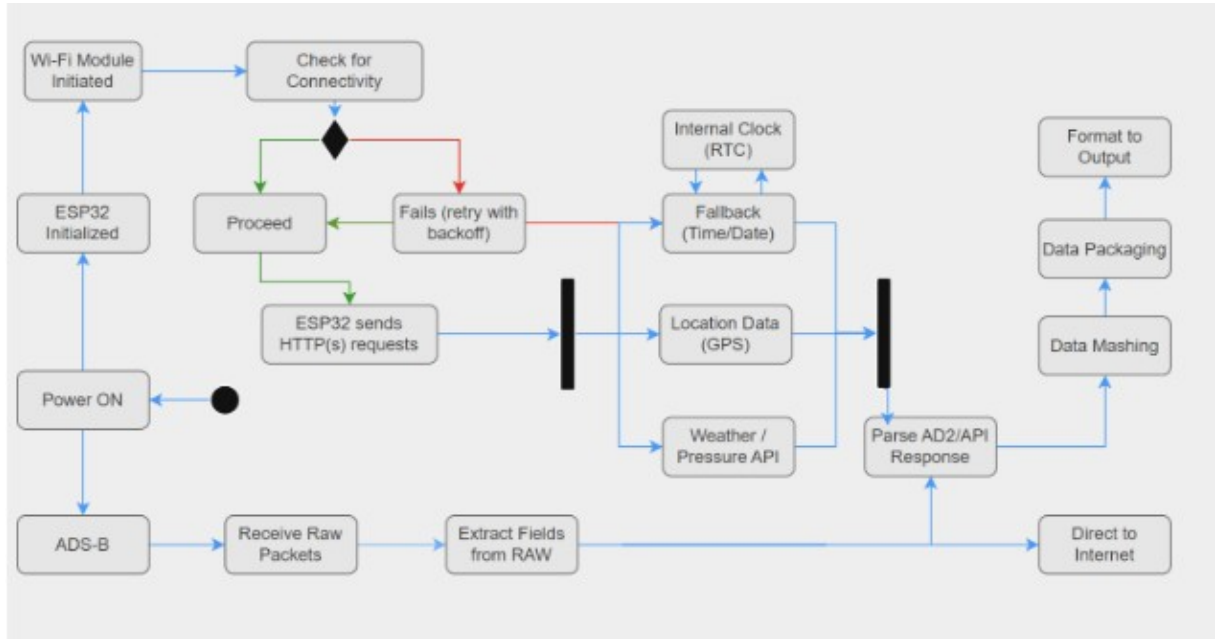 Wi-Fi Module
Initiated
Check for
Connectivity
Internal Clock
(RTC)
Format to
Output
ESP32
Initialized
Proceed
Fails (retry with
backoff)
Fallback
(Time/Date)
Data Packaging
ESP32 sends
HTTP(s) requests
Location Data
(GPS)
Data Mashing
Power ON
Weather /
Pressure API
Parse AD2/API
Response
ADS-B
Receive Raw
Packets
Extract Fields
from RAW
Direct to
Internet